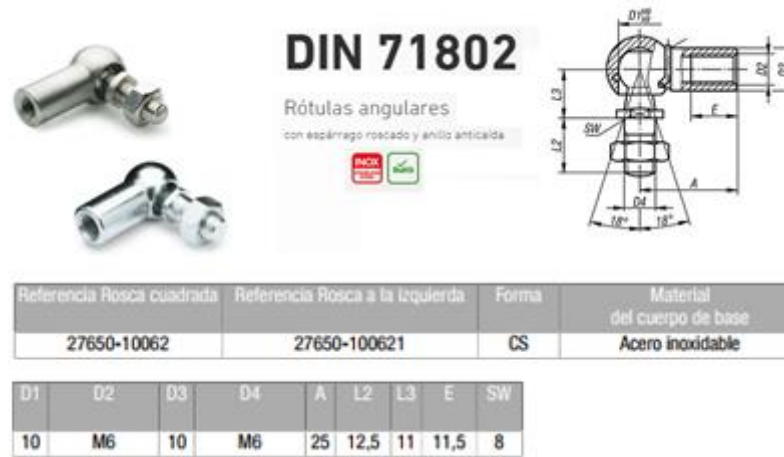 DIN 71802
Rótulas angulares
con espárrago roscado y anillo anticaída
INOX
RoHS
D1
D2
L3
E
SW
L2
A
D4
18° 18°
Referencia Rosca cuadrada Referencia Rosca a la izquierda Forma Material
del cuerpo de base
27650-10062 27650-100621 CS Acero inoxidable
D1 D2 D3 D4 A L2 L3 E SW
10 M6 10 M6 25 12,5 11 11,5 8